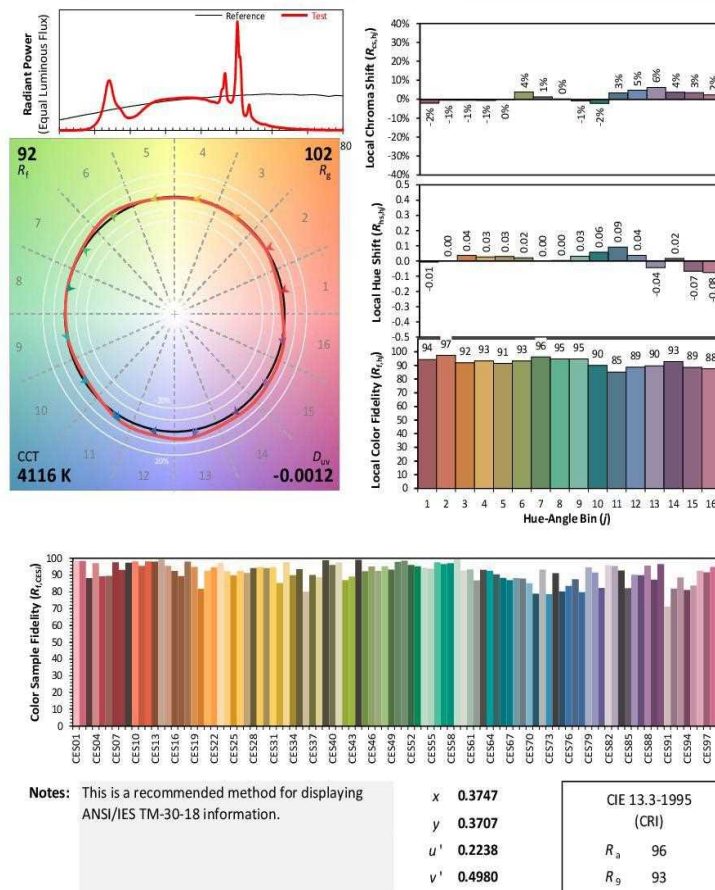 Reference Test
Radiant Power
(Equal Luminous Flux)
80
92
Rf
102
Rg
5 4
6 3
7 2
8 1
9 16
10 15
11 14
12 13
20%
20%
CCT
4116 K
Duv
-0.0012
Local Chroma Shift (Rcs,hj)
40%
30%
20%
10%
0%
-10%
-20%
-30%
-40%
-2% -1% -1% -1% 0% 4% 1% 0% -1% -2% 3% 5% 6% 4% 3% 2%
Local Hue Shift (Rhs,hj)
0.5
0.4
0.3
0.2
0.1
0.0
-0.1
-0.2
-0.3
-0.4
-0.5
-0.01 0.00 0.04 0.03 0.03 0.02 0.00 0.00 0.03 0.06 0.09 0.04 -0.04 0.02 -0.07 -0.08
Local Color Fidelity (Rf,hj)
100
90
80
70
60
50
40
30
20
10
0
94 97 92 93 91 93 96 95 95 90 85 89 90 93 89 88
1 2 3 4 5 6 7 8 9 10 11 12 13 14 15 16
Hue-Angle Bin (j)
Color Sample Fidelity (Rf,CESi)
100
90
80
70
60
50
40
30
20
10
0
CES01 CES04 CES07 CES10 CES13 CES16 CES19 CES22 CES25 CES28 CES31 CES34 CES37 CES40 CES43 CES46 CES49 CES52 CES55 CES58 CES61 CES64 CES67 CES70 CES73 CES76 CES79 CES82 CES85 CES88 CES91 CES94 CES97
Notes: This is a recommended method for displaying
ANSI/IES TM-30-18 information.
x 0.3747
y 0.3707
u' 0.2238
v' 0.4980
CIE 13.3-1995
(CRI)
Ra 96
R9 93